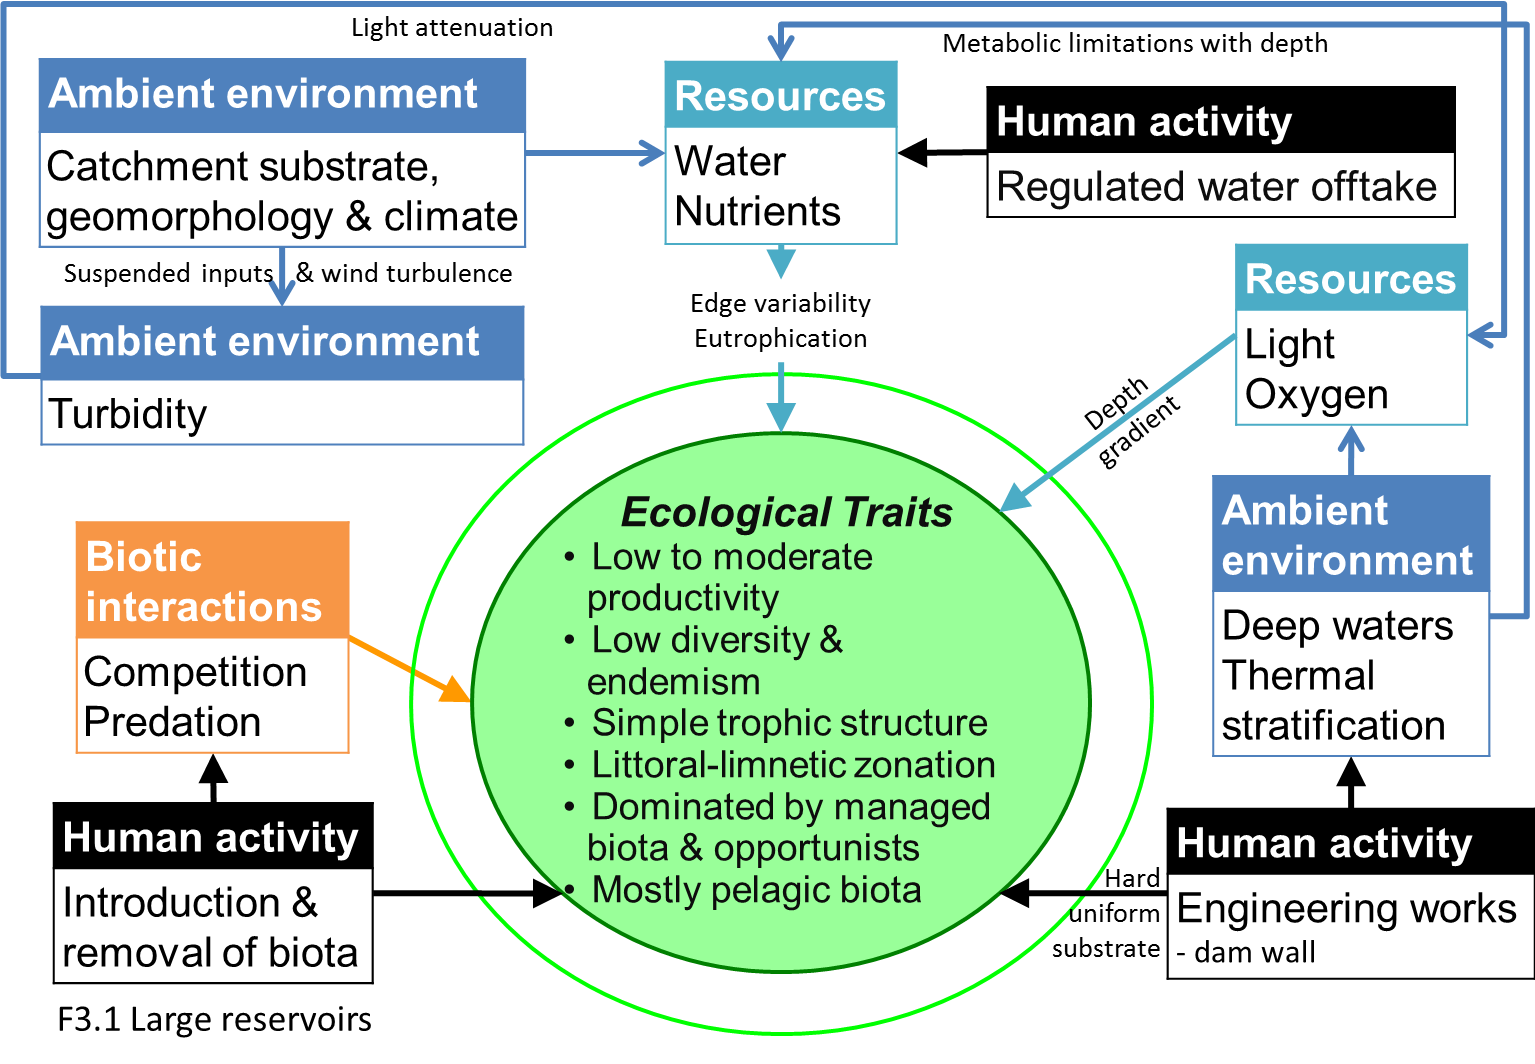 Light attenuation
Metabolic limitations with depth
Ambient environment
Catchment substrate,
geomorphology & climate
Resources
Water
Nutrients
Human activity
Regulated water offtake
Suspended inputs & wind turbulence
Ambient environment
Turbidity
Edge variability
Eutrophication
Resources
Light
Oxygen
Depth
gradient
Biotic
interactions
Competition
Predation
Ecological Traits
• Low to moderate
productivity
• Low diversity &
endemism
• Simple trophic structure
• Littoral-limnetic zonation
• Dominated by managed
biota & opportunists
• Mostly pelagic biota
Ambient
environment
Deep waters
Thermal
stratification
Human activity
Introduction &
removal of biota
Hard
uniform
substrate
Human activity
Engineering works
- dam wall
F3.1 Large reservoirs